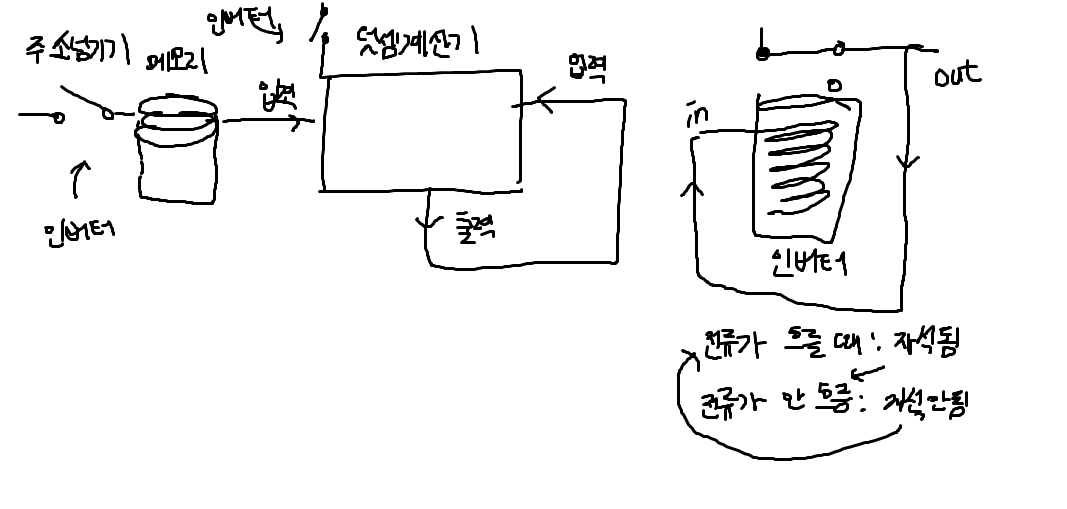 인버터
덧셈계산기
주소넘기기
메모리
입력
입력
인버터
출력
in
out
인버터
전류가 흐를 때: 자석됨
전류가 안 흐름: 자석안됨